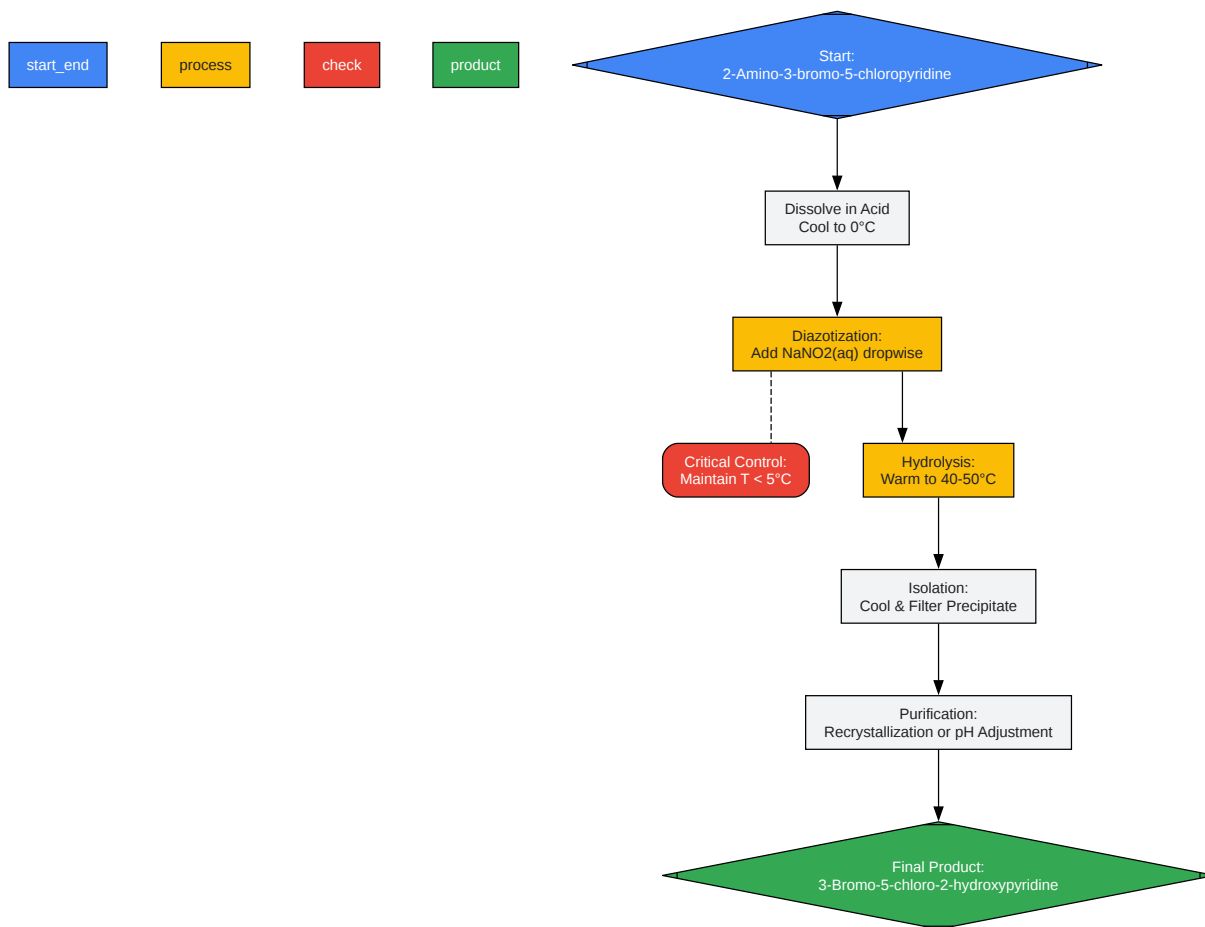 start_end
process
check
product
Start:
2-Amino-3-bromo-5-chloropyridine
Dissolve in Acid
Cool to 0°C
Diazotization:
Add NaNO2(aq) dropwise
Critical Control:
Maintain T < 5°C
Hydrolysis:
Warm to 40-50°C
Isolation:
Cool & Filter Precipitate
Purification:
Recrystallization or pH Adjustment
Final Product:
3-Bromo-5-chloro-2-hydroxypyridine